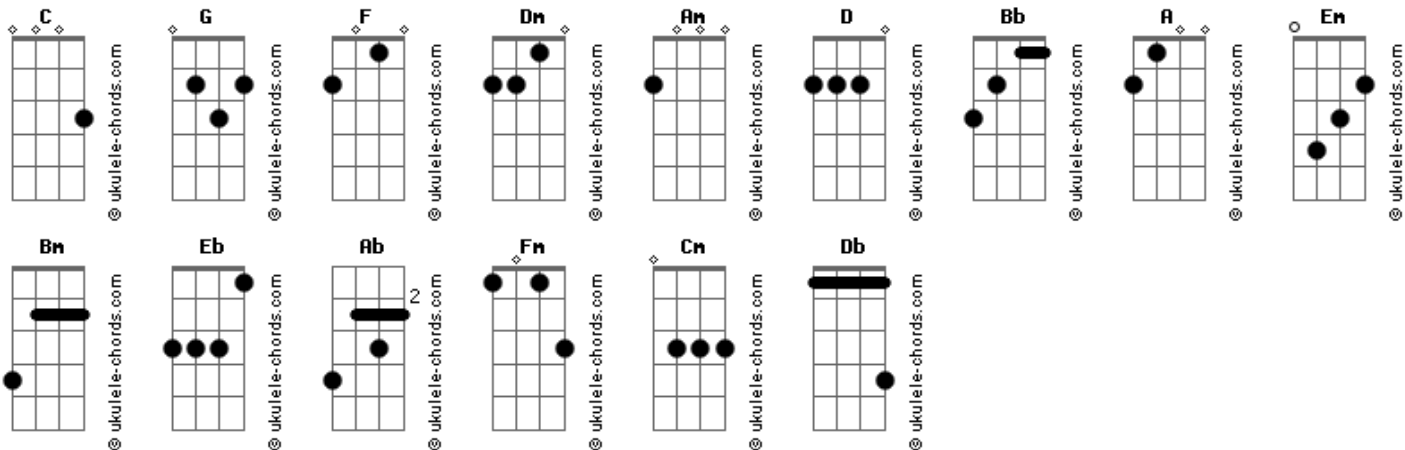 C G F Dm Am D Bb A Em
© ukulele-chords.com © ukulele-chords.com © ukulele-chords.com © ukulele-chords.com © ukulele-chords.com © ukulele-chords.com © ukulele-chords.com © ukulele-chords.com © ukulele-chords.com
Bm Eb Ab Fm Cm Db
2
© ukulele-chords.com © ukulele-chords.com © ukulele-chords.com © ukulele-chords.com © ukulele-chords.com © ukulele-chords.com